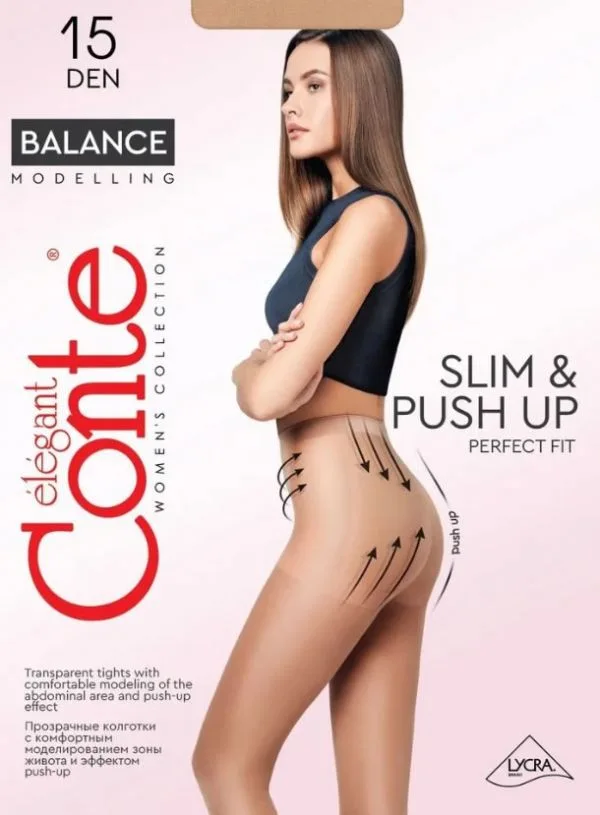 15
DEN
BALANCE
MODELLING
Conte®
élégant
WOMEN'S COLLECTION
SLIM &
PUSH UP
PERFECT FIT
push up
Transparent tights with
comfortable modeling of the
abdominal area and push-up
effect
Прозрачные колготки
с комфортным
моделированием зоны
живота и эффектом
push-up
LYCRA.
BRAND